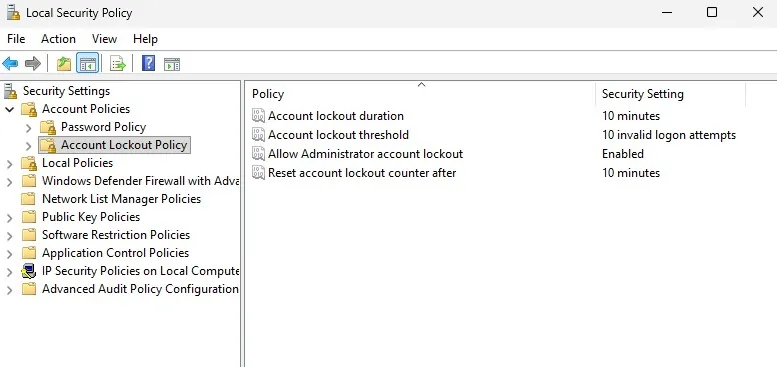 Local Security Policy
File Action View Help
Security Settings
Account Policies
Password Policy
Account Lockout Policy
Local Policies
Windows Defender Firewall with Adva
Network List Manager Policies
Public Key Policies
Software Restriction Policies
Application Control Policies
IP Security Policies on Local Compute
Advanced Audit Policy Configuration
Policy Security Setting
Account lockout duration 10 minutes
Account lockout threshold 10 invalid logon attempts
Allow Administrator account lockout Enabled
Reset account lockout counter after 10 minutes